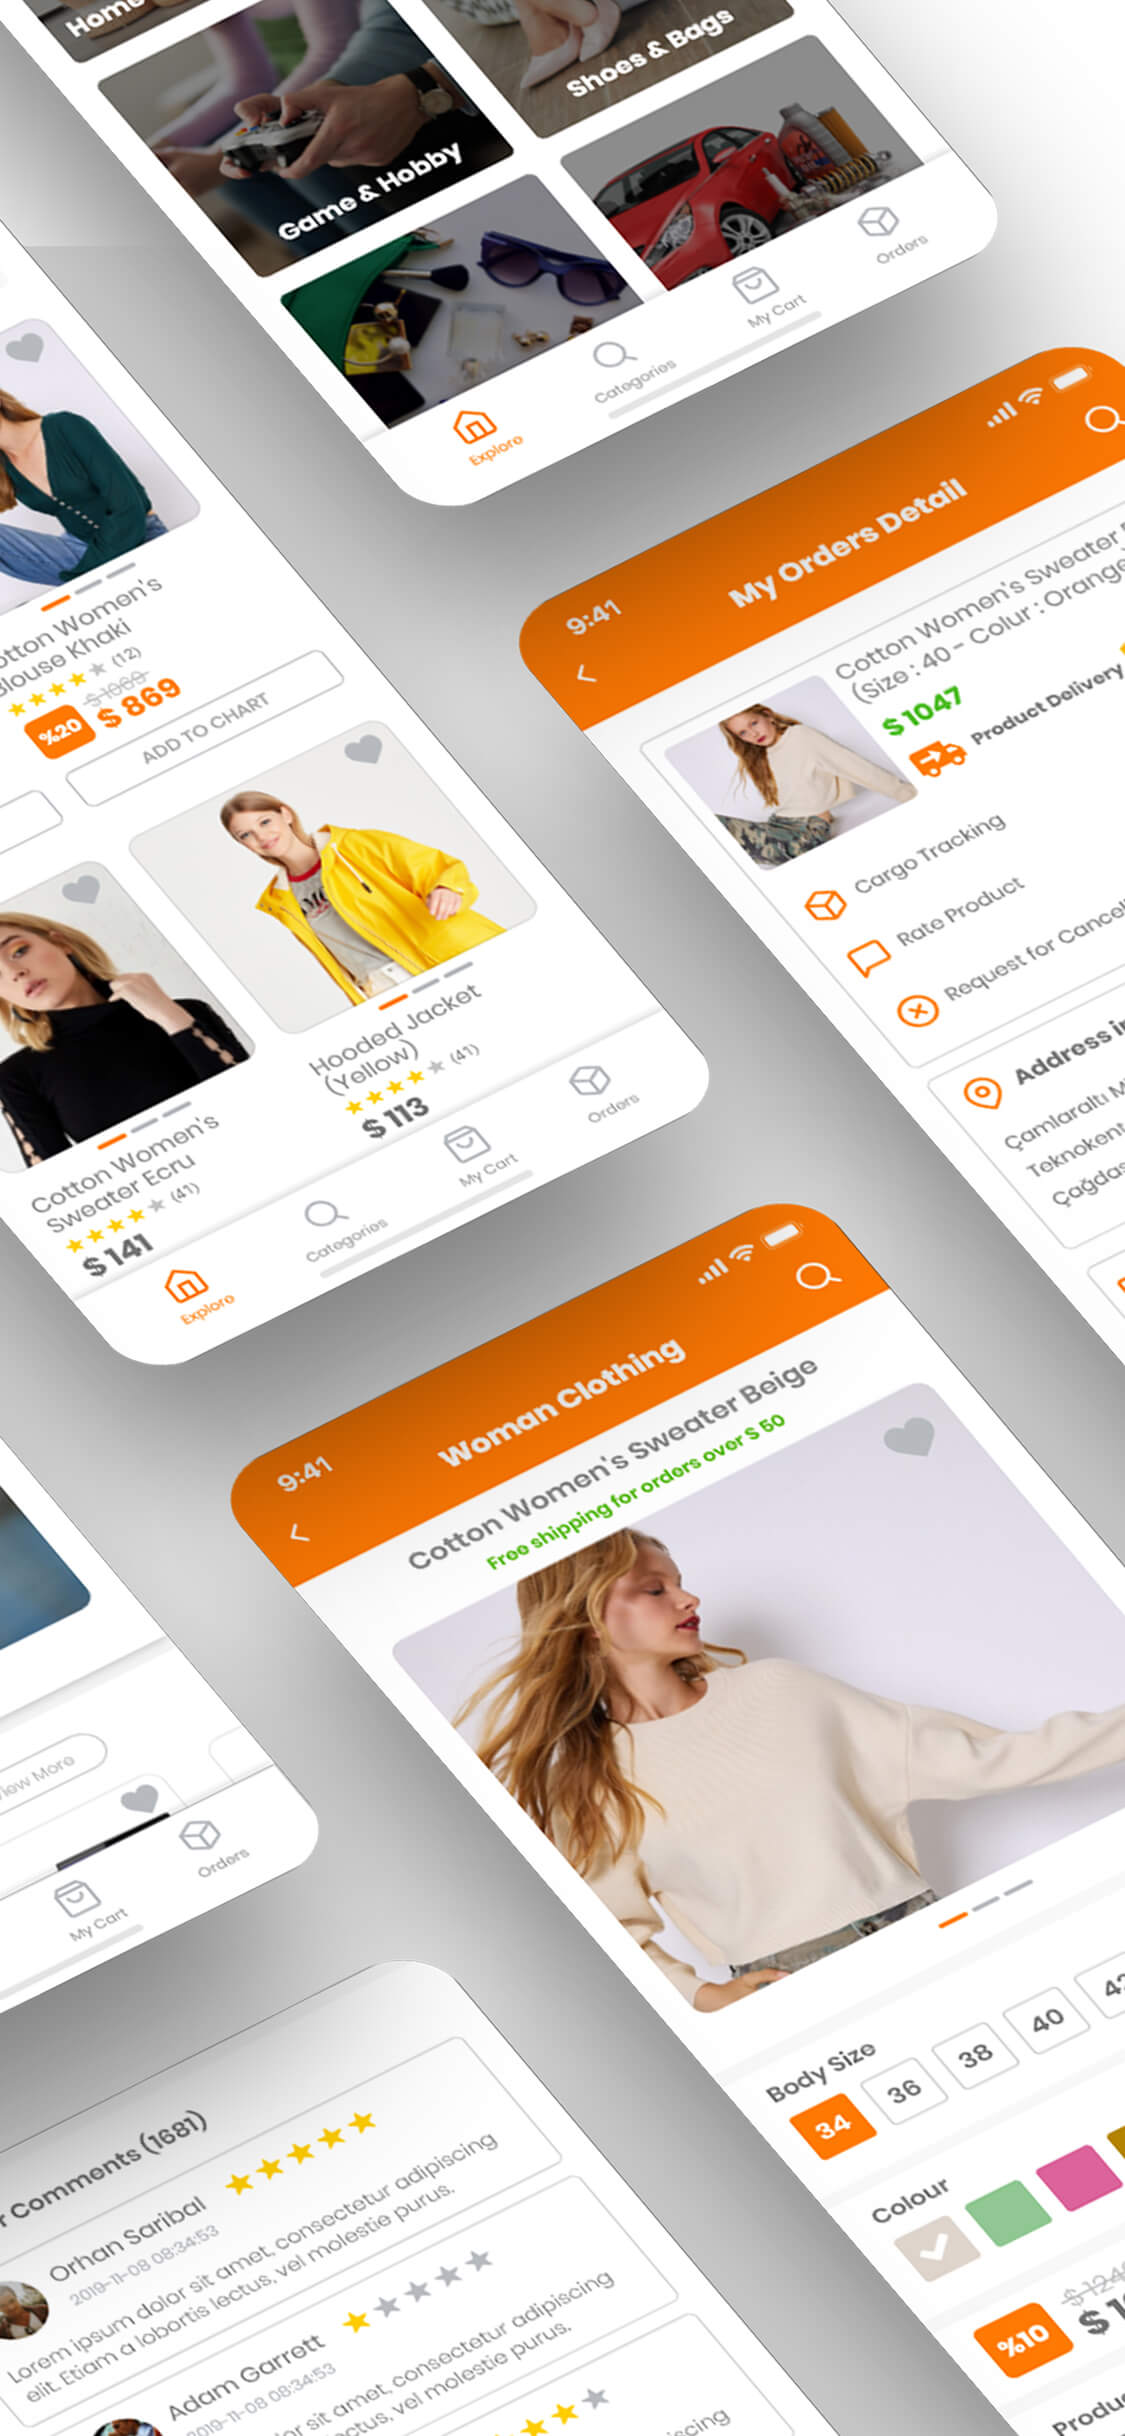 Home
Shoes & Bags
Game & Hobby
Explore
Categories
My Cart
Orders
Cotton Women's
Blouse Khaki
(12)
%20
$ 1069
$ 869
ADD TO CHART
Hooded Jacket
(Yellow)
(41)
$ 113
Cotton Women's
Sweater Ecru
(41)
$ 141
Explore
Categories
My Cart
Orders
9:41
My Orders Detail
Cotton Women's Sweater
(Size : 40 - Colur : Orange
$ 1047
Product Delivery
Cargo Tracking
Rate Product
Request for Cancel
Address in
Çamlaraltı M
Teknokent
Çağdaş
9:41
Woman Clothing
Cotton Women's Sweater Beige
Free shipping for orders over $ 50
Body Size
34
36
38
40
42
Colour
%10
$ 124
$ 1
Produ
View More
My Cart
Orders
r Comments (1681)
Orhan Saribal
2019-11-08 08:34:53
Lorem ipsum dolor sit amet, consectetur adipiscing
elit. Etiam a lobortis lectus, vel molestie purus.
Adam Garrett
2019-11-08 08:34:53
or sit amet, consectetur adipiscing
ectus, vel molestie purus.
iscing